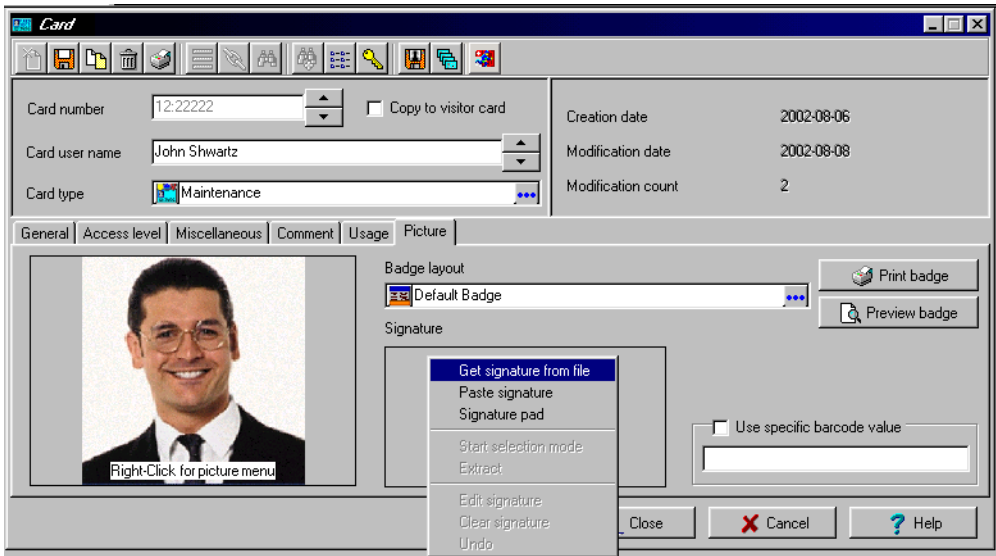 Card
Card number 12:22222 Copy to visitor card
Card user name John Shwartz
Card type Maintenance
Creation date 2002-08-06
Modification date 2002-08-08
Modification count 2
General Access level Miscellaneous Comment Usage Picture
Right-Click for picture menu
Badge layout
Default Badge
Print badge
Preview badge
Signature
Get signature from file
Paste signature
Signature pad
Start selection mode
Extract
Edit signature
Clear signature
Undo
Use specific barcode value
Close Cancel Help